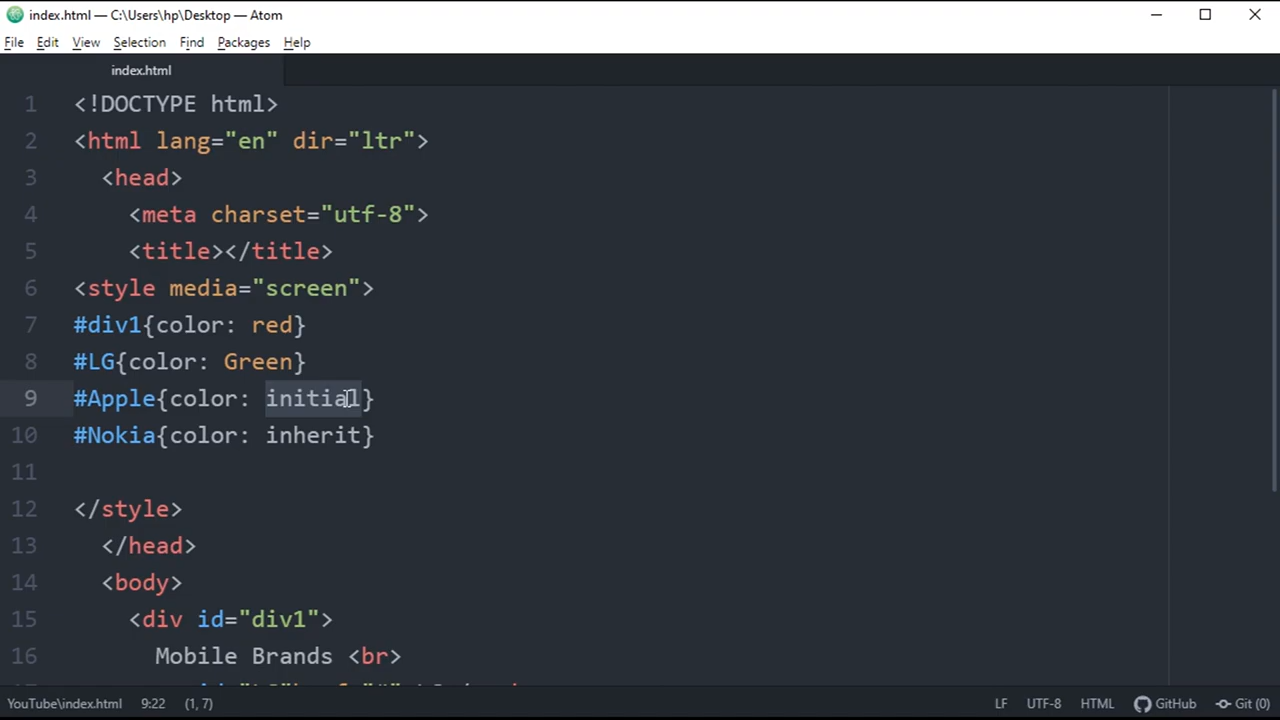 index.html — C:\Users\hp\Desktop — Atom
File Edit View Selection Find Packages Help
index.html
1 <!DOCTYPE html>
2 <html lang="en" dir="ltr">
3 <head>
4 <meta charset="utf-8">
5 <title></title>
6 <style media="screen">
7 #div1{color: red}
8 #LG{color: Green}
9 #Apple{color: initial}
10 #Nokia{color: inherit}
11
12 </style>
13 </head>
14 <body>
15 <div id="div1">
16 Mobile Brands <br>
YouTube\index.html 9:22 (1, 7) LF UTF-8 HTML GitHub Git (0)